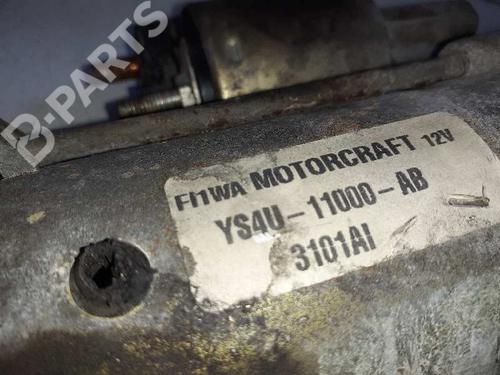 B-PARTS
FI1WA MOTORCRAFT 12V
YS4U-11000-AB
3101AI